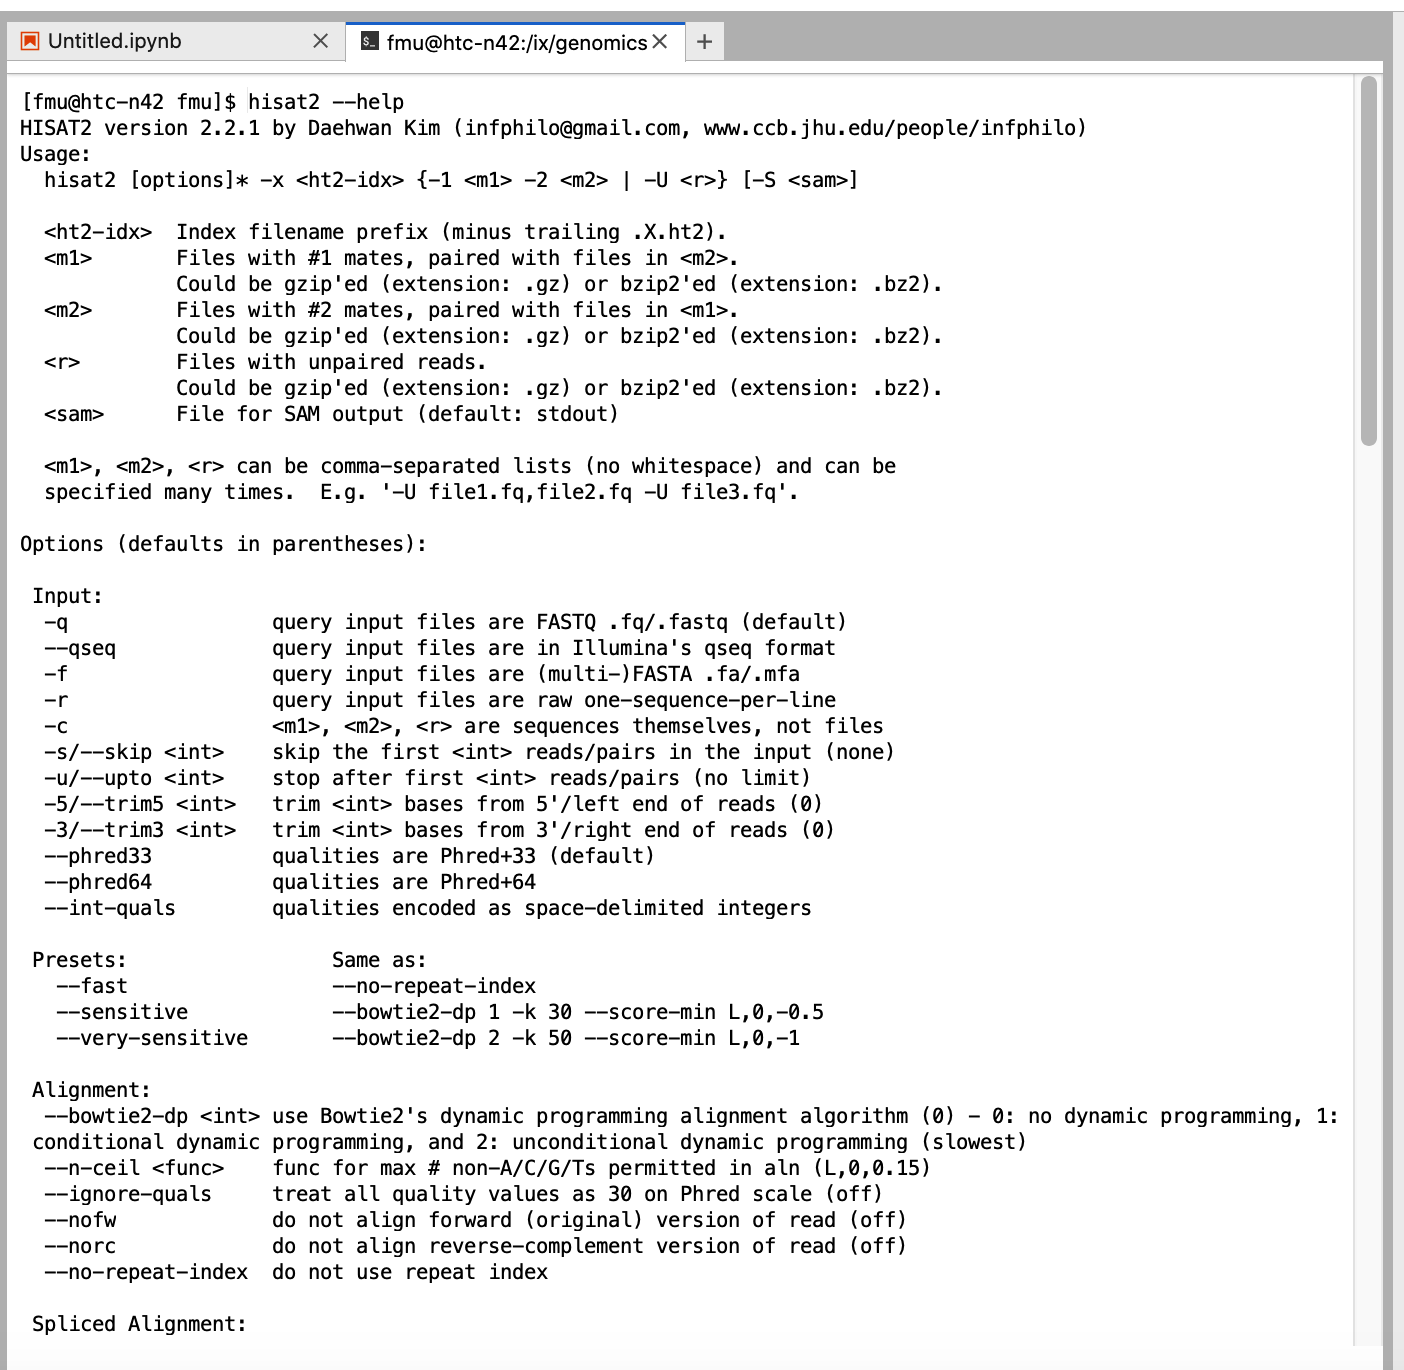 Untitled.ipynb
fmu@htc-n42:/ix/genomics
[fmu@htc-n42 fmu]$ hisat2 --help
HISAT2 version 2.2.1 by Daehwan Kim (infphilo@gmail.com, www.ccb.jhu.edu/people/infphilo)
Usage:
  hisat2 [options]* -x <ht2-idx> {-1 <m1> -2 <m2> | -U <r>} [-S <sam>]

  <ht2-idx>  Index filename prefix (minus trailing .X.ht2).
  <m1>       Files with #1 mates, paired with files in <m2>.
             Could be gzip'ed (extension: .gz) or bzip2'ed (extension: .bz2).
  <m2>       Files with #2 mates, paired with files in <m1>.
             Could be gzip'ed (extension: .gz) or bzip2'ed (extension: .bz2).
  <r>        Files with unpaired reads.
             Could be gzip'ed (extension: .gz) or bzip2'ed (extension: .bz2).
  <sam>      File for SAM output (default: stdout)

  <m1>, <m2>, <r> can be comma-separated lists (no whitespace) and can be
  specified many times.  E.g. '-U file1.fq,file2.fq -U file3.fq'.

Options (defaults in parentheses):

 Input:
  -q                 query input files are FASTQ .fq/.fastq (default)
  --qseq             query input files are in Illumina's qseq format
  -f                 query input files are (multi-)FASTA .fa/.mfa
  -r                 query input files are raw one-sequence-per-line
  -c                 <m1>, <m2>, <r> are sequences themselves, not files
  -s/--skip <int>    skip the first <int> reads/pairs in the input (none)
  -u/--upto <int>    stop after first <int> reads/pairs (no limit)
  -5/--trim5 <int>   trim <int> bases from 5'/left end of reads (0)
  -3/--trim3 <int>   trim <int> bases from 3'/right end of reads (0)
  --phred33          qualities are Phred+33 (default)
  --phred64          qualities are Phred+64
  --int-quals        qualities encoded as space-delimited integers

 Presets:                 Same as:
   --fast                 --no-repeat-index
   --sensitive            --bowtie2-dp 1 -k 30 --score-min L,0,-0.5
   --very-sensitive       --bowtie2-dp 2 -k 50 --score-min L,0,-1

 Alignment:
  --bowtie2-dp <int> use Bowtie2's dynamic programming alignment algorithm (0) - 0: no dynamic programming, 1:
 conditional dynamic programming, and 2: unconditional dynamic programming (slowest)
  --n-ceil <func>    func for max # non-A/C/G/Ts permitted in aln (L,0,0.15)
  --ignore-quals     treat all quality values as 30 on Phred scale (off)
  --nofw             do not align forward (original) version of read (off)
  --norc             do not align reverse-complement version of read (off)
  --no-repeat-index  do not use repeat index

 Spliced Alignment: